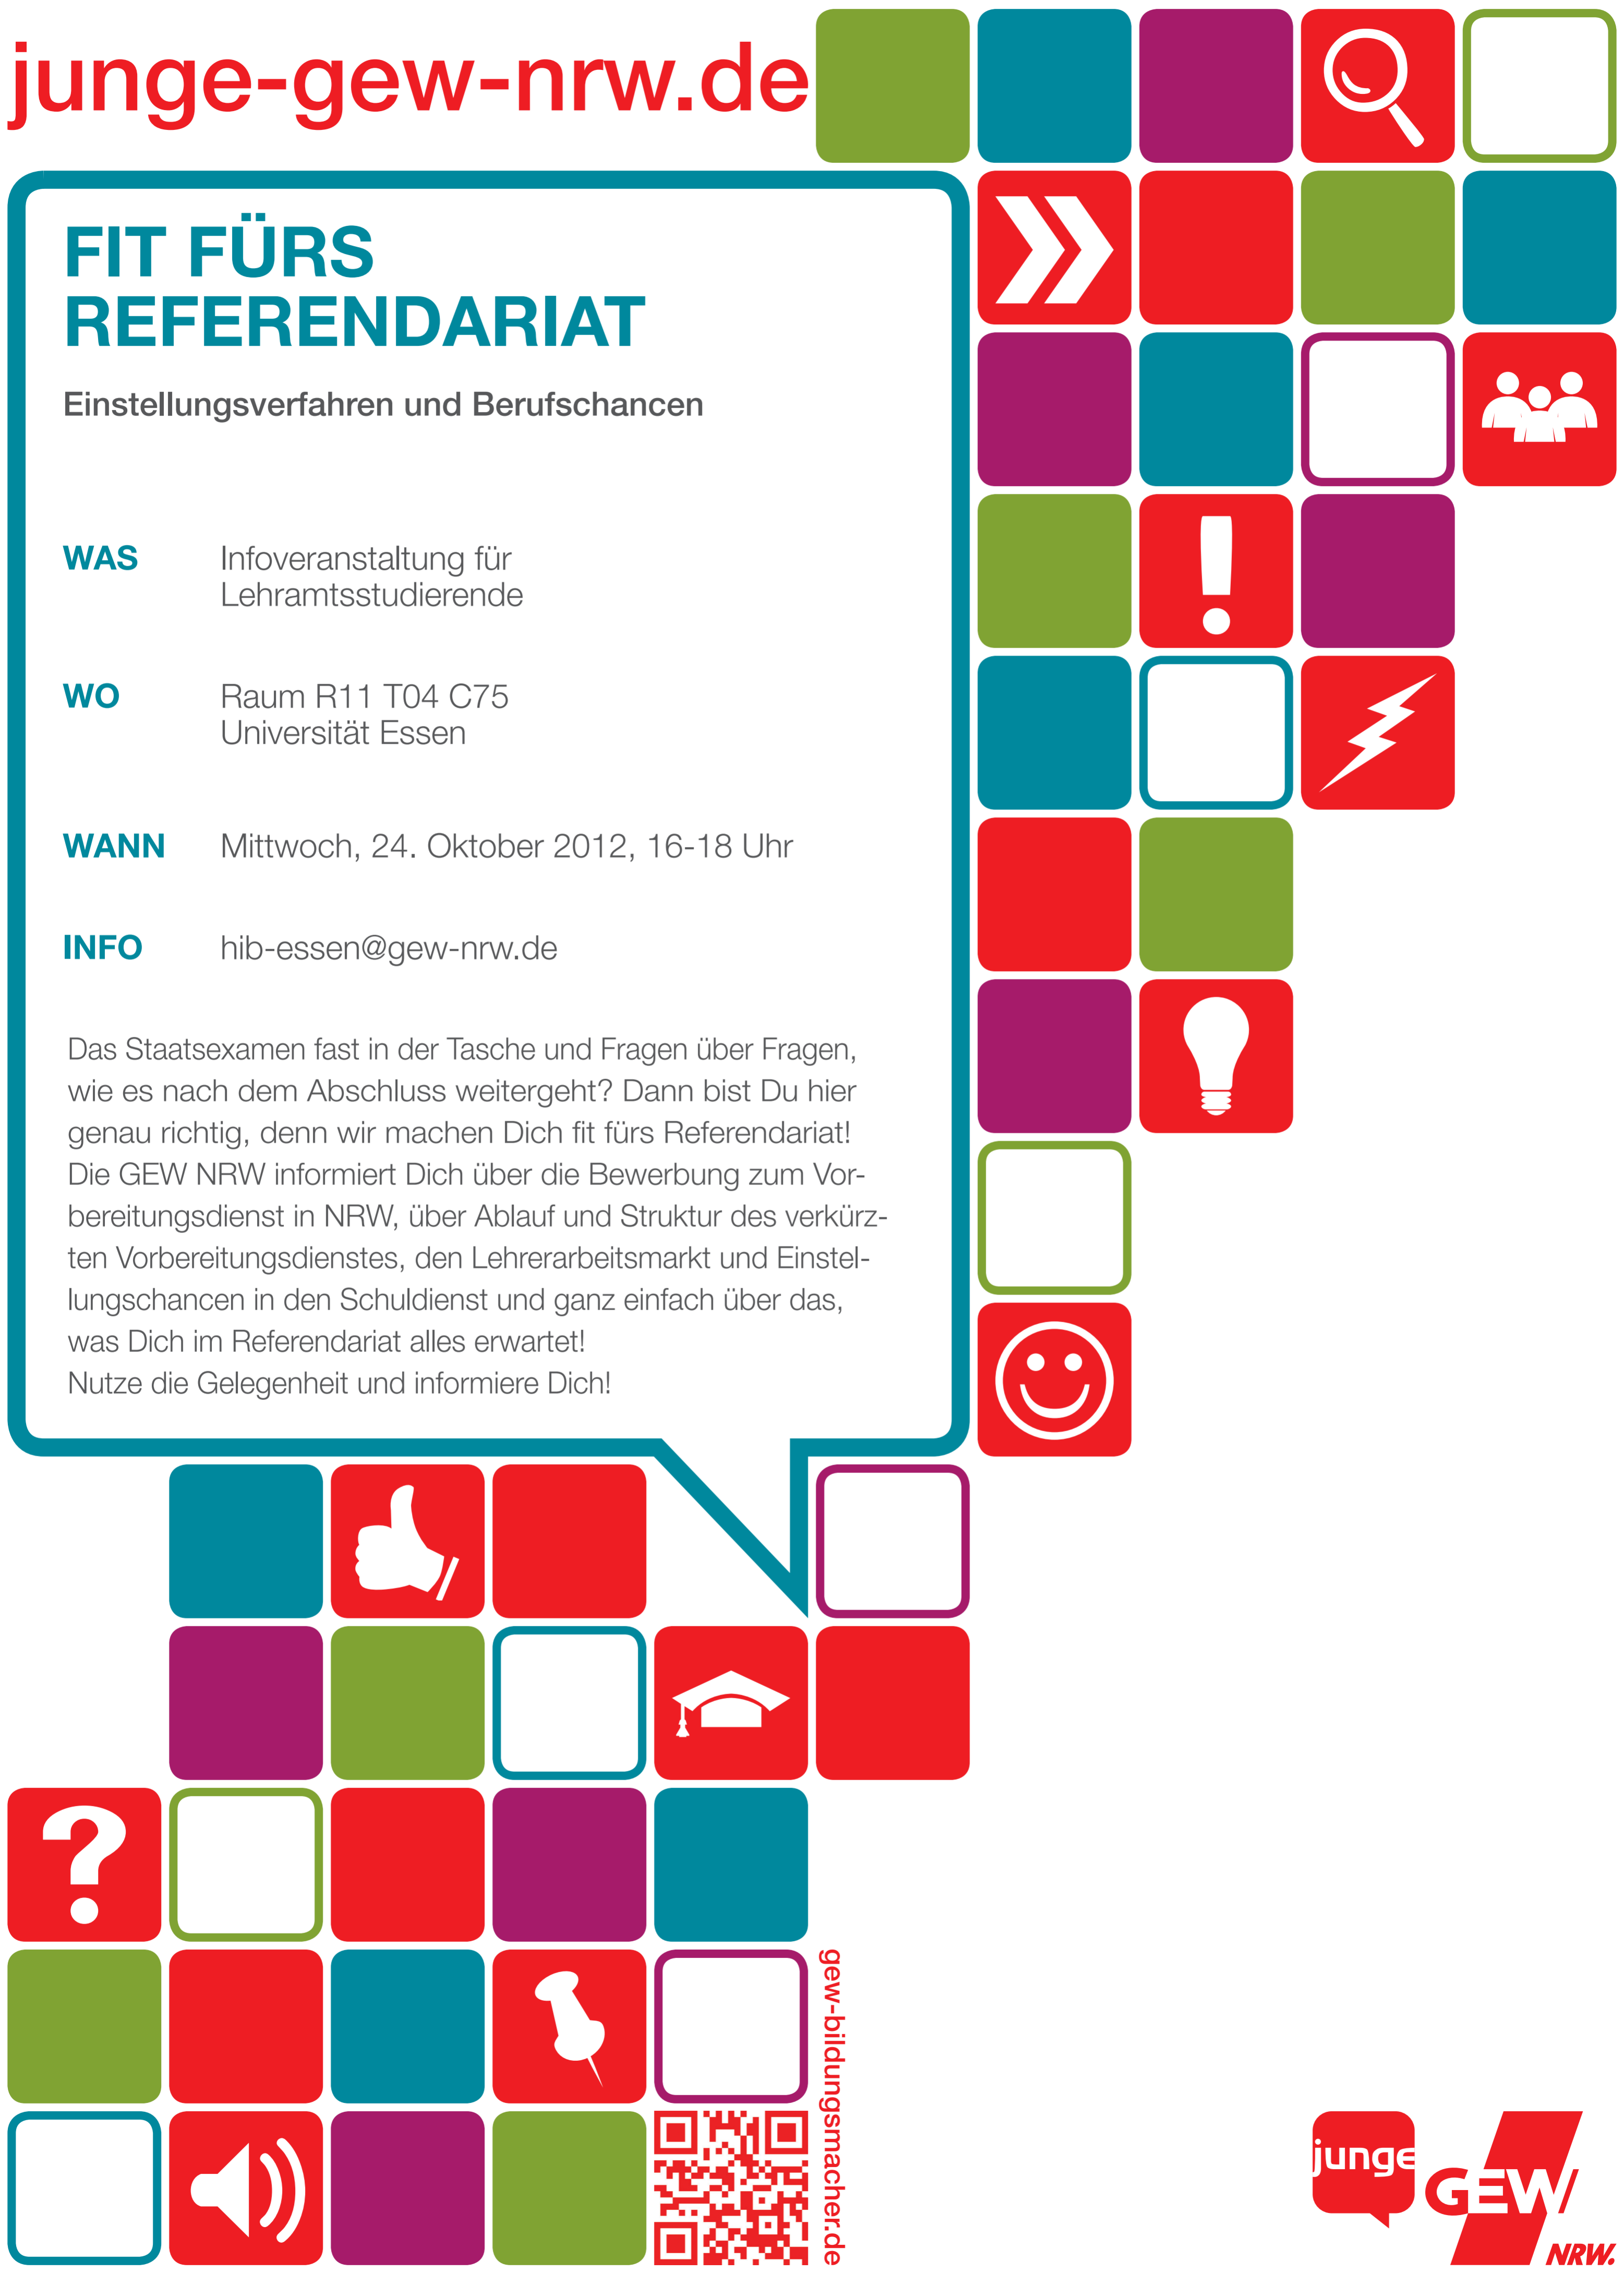 junge-gew-nrw.de
FIT FÜRS
REFERENDARIAT
Einstellungsverfahren und Berufschancen
WAS Infoveranstaltung für
Lehramtsstudierende
WO Raum R11 T04 C75
Universität Essen
WANN Mittwoch, 24. Oktober 2012, 16-18 Uhr
INFO hib-essen@gew-nrw.de
Das Staatsexamen fast in der Tasche und Fragen über Fragen,
wie es nach dem Abschluss weitergeht? Dann bist Du hier
genau richtig, denn wir machen Dich fit fürs Referendariat!
Die GEW NRW informiert Dich über die Bewerbung zum Vor-
bereitungsdienst in NRW, über Ablauf und Struktur des verkürz-
ten Vorbereitungsdienstes, den Lehrerarbeitsmarkt und Einstel-
lungschancen in den Schuldienst und ganz einfach über das,
was Dich im Referendariat alles erwartet!
Nutze die Gelegenheit und informiere Dich!
gew-bildungsmacher.de
junge
GEW
NRW.